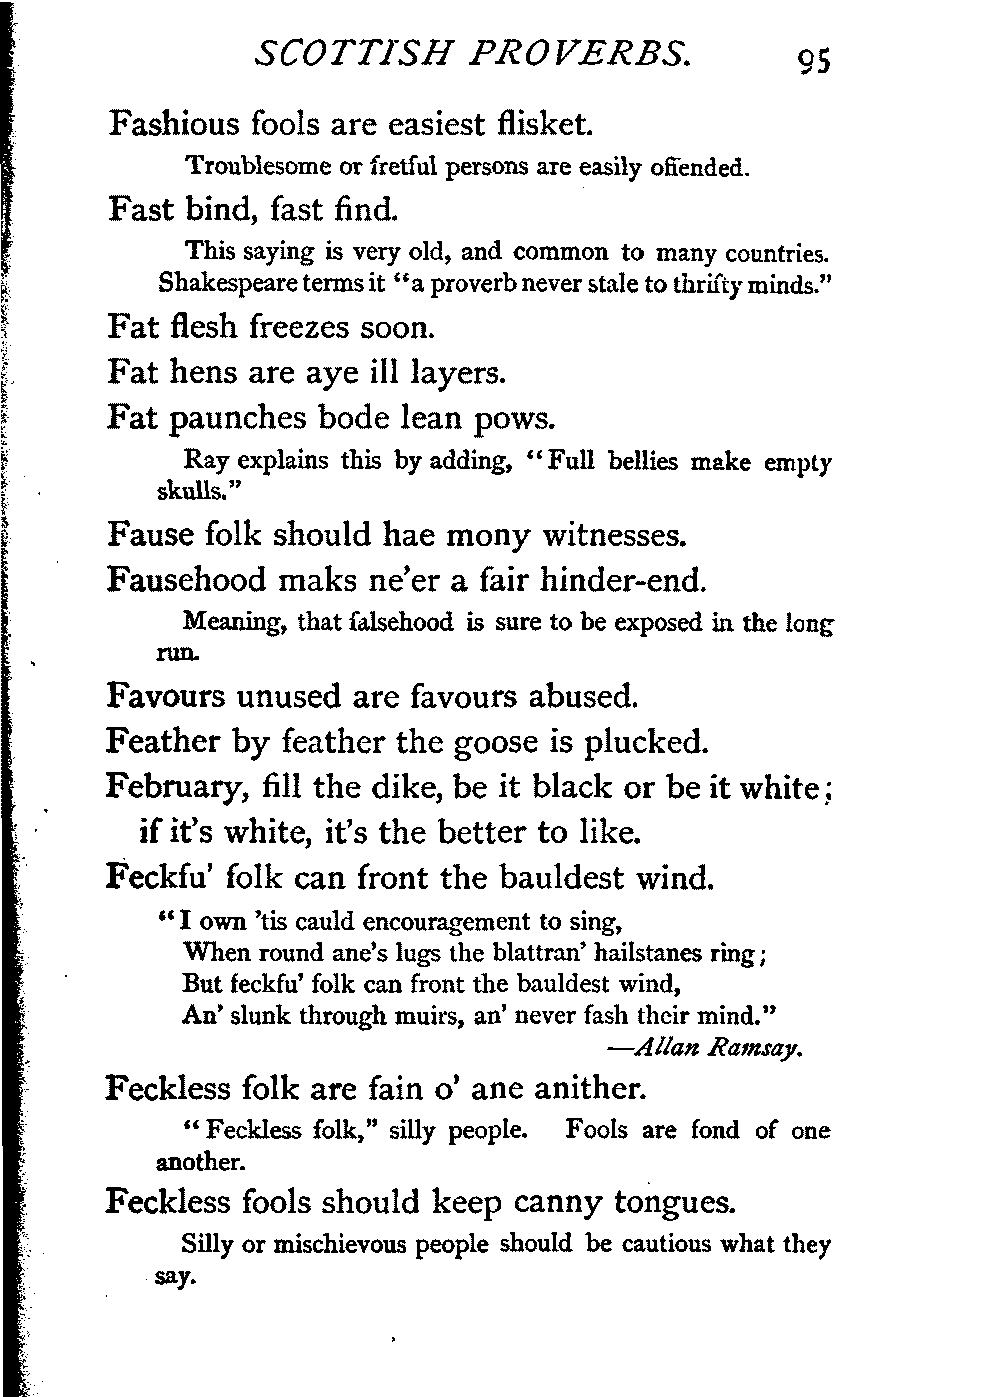 SCOTTISH PROVERBS. 95
Fashious fools are easiest flisket.
Troublesome or fretful persons are easily offended.
Fast bind, fast find.
This saying is very old, and common to many countries.
Shakespeare terms it "a proverb never stale to thrifty minds."
Fat flesh freezes soon.
Fat hens are aye ill layers.
Fat paunches bode lean pows.
Ray explains this by adding, "Full bellies make empty
skulls."
Fause folk should hae mony witnesses.
Fausehood maks ne'er a fair hinder-end.
Meaning, that falsehood is sure to be exposed in the long
run.
Favours unused are favours abused.
Feather by feather the goose is plucked.
February, fill the dike, be it black or be it white;
if it's white, it's the better to like.
Feckfu' folk can front the bauldest wind.
"I own 'tis cauld encouragement to sing,
When round ane's lugs the blattran' hailstanes ring;
But feckfu' folk can front the bauldest wind,
An' slunk through muirs, an' never fash their mind."
—Allan Ramsay.
Feckless folk are fain o' ane anither.
"Feckless folk," silly people. Fools are fond of one
another.
Feckless fools should keep canny tongues.
Silly or mischievous people should be cautious what they
say.